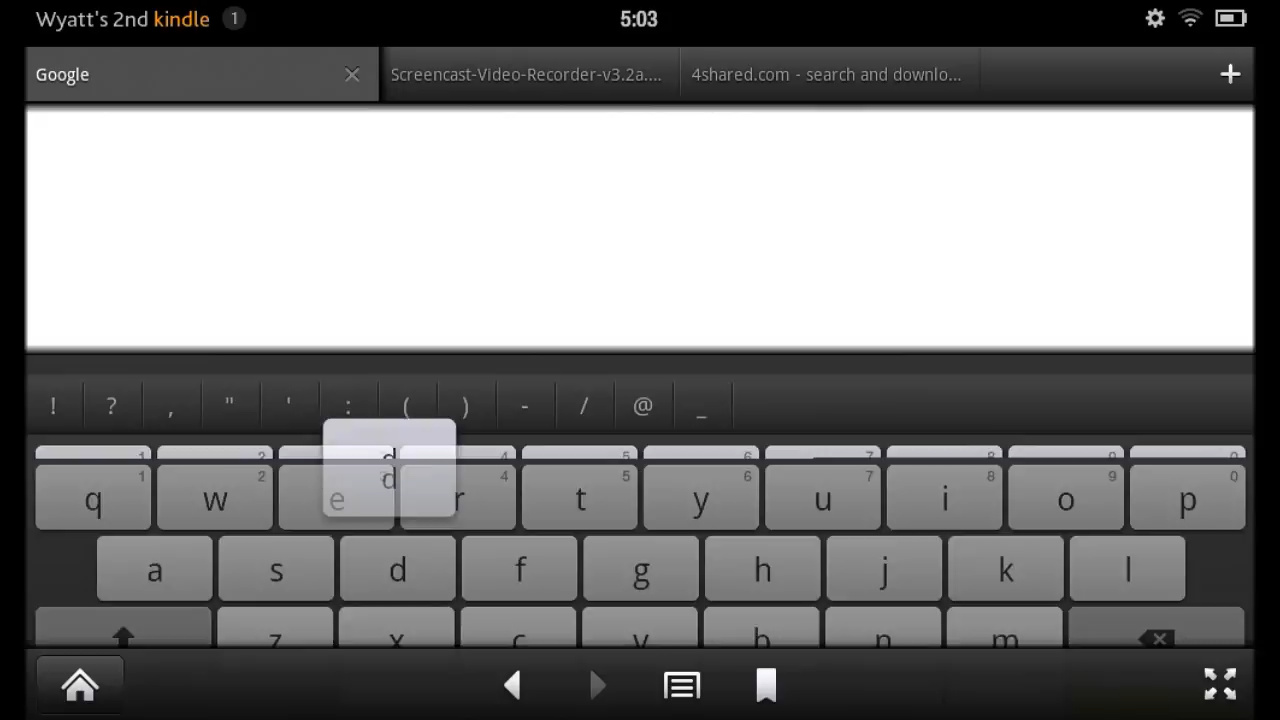 Wyatt's 2nd kindle 1 5:03
Google Screencast-Video-Recorder-v3.2a.... 4shared.com - search and downlo...
! ? , " ' : ( ) - / @ _
d
1 2 4 5 6 7 8 9 0
q w e d r t y u i o p
a s d f g h j k l
z x c v b n m